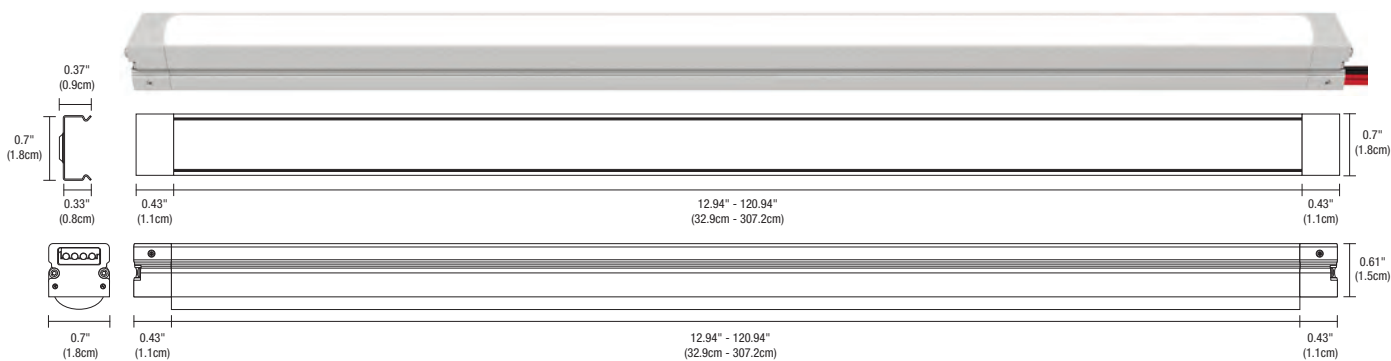 0.37"
(0.9cm)
0.7"
(1.8cm)
0.7"
(1.8cm)
0.33"
(0.8cm)
0.43"
(1.1cm)
12.94" - 120.94"
(32.9cm - 307.2cm)
0.43"
(1.1cm)
0.61"
(1.5cm)
0.7"
(1.8cm)
0.43"
(1.1cm)
12.94" - 120.94"
(32.9cm - 307.2cm)
0.43"
(1.1cm)